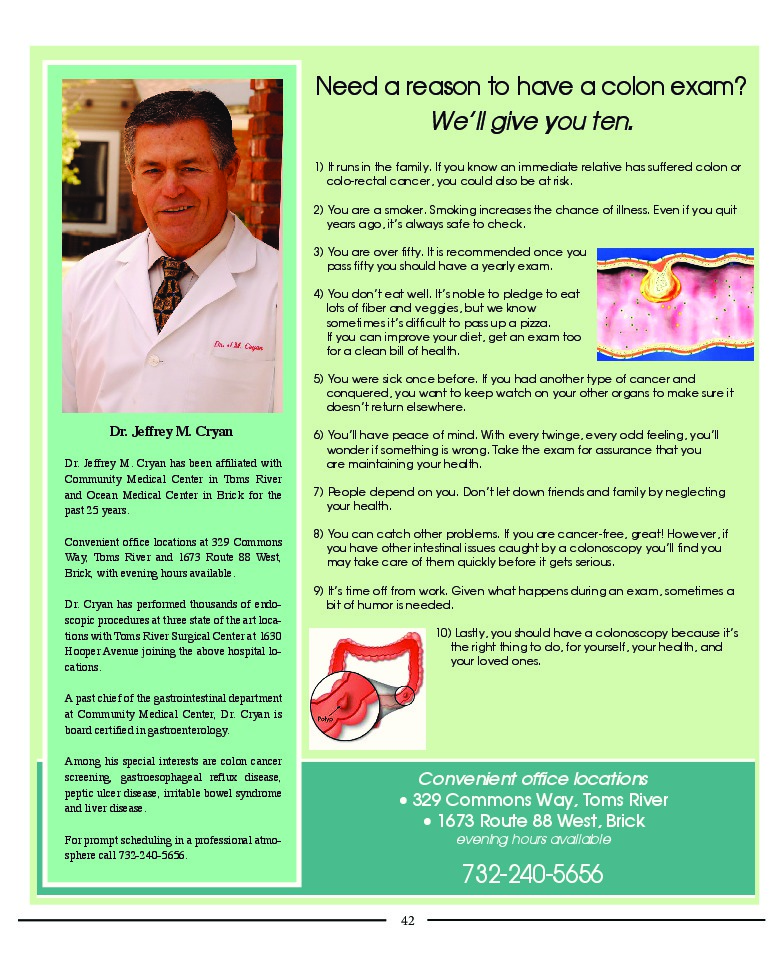 Dr. Jeffrey M. Cryan
Dr. Jeffrey M. Cryan has been affiliated with
Community Medical Center in Toms River
and Ocean Medical Center in Brick for the
past 25 years.
Convenient office locations at 329 Commons
Way, Toms River and 1673 Route 88 West,
Brick, with evening hours available.
Dr. Cryan has performed thousands of endo-
scopic procedures at three state of the art loca-
tions with Toms River Surgical Center at 1630
Hooper Avenue joining the above hospital lo-
cations.
A past chief of the gastrointestinal department
at Community Medical Center, Dr. Cryan is
board certified in gastroenterology.
Among his special interests are colon cancer
screening, gastroesophageal reflux disease,
peptic ulcer disease, irritable bowel syndrome
and liver disease.
For prompt scheduling in a professional atmo-
sphere call 732-240-5656.
Need a reason to have a colon exam?
We'll give you ten.
1) It runs in the family. If you know an immediate relative has suffered colon or
colo-rectal cancer, you could also be at risk.
2) You are a smoker. Smoking increases the chance of illness. Even if you quit
years ago, it's always safe to check.
3) You are over fifty. It is recommended once you
pass fifty you should have a yearly exam.
4) You don't eat well. It's noble to pledge to eat
lots of fiber and veggies, but we know
sometimes it's difficult to pass up a pizza.
If you can improve your diet, get an exam too
for a clean bill of health.
5) You were sick once before. If you had another type of cancer and
conquered, you want to keep watch on your other organs to make sure it
doesn't return elsewhere.
6) You'll have peace of mind. With every twinge, every odd feeling, you'll
wonder if something is wrong. Take the exam for assurance that you
are maintaining your health.
7) People depend on you. Don't let down friends and family by neglecting
your health.
8) You can catch other problems. If you are cancer-free, great! However, if
you have other intestinal issues caught by a colonoscopy you'll find you
may take care of them quickly before it gets serious.
9) It's time off from work. Given what happens during an exam, sometimes a
bit of humor is needed.
10) Lastly, you should have a colonoscopy because it's
the right thing to do, for yourself, your health, and
your loved ones.
Polyp
Convenient office locations
• 329 Commons Way, Toms River
• 1673 Route 88 West, Brick
evening hours available
732-240-5656
42